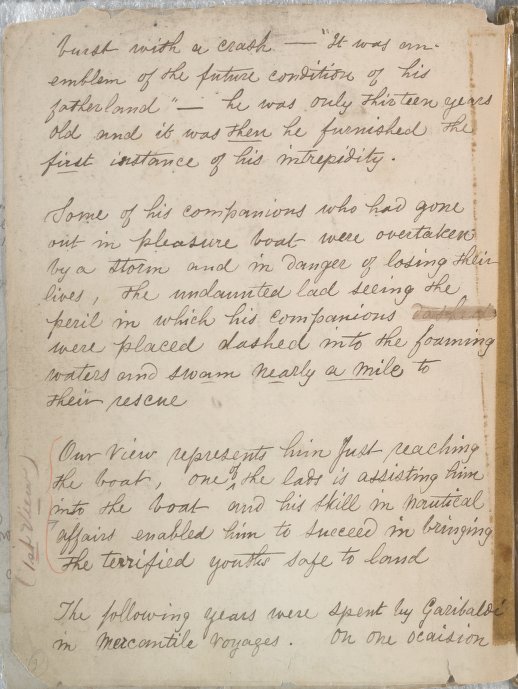 burst with a crash — "It was an
emblem of the future condition of his
fatherland" — he was only thirteen years
old and it was then he furnished the
first instance of his intrepidity.
Some of his companions who had gone
out in pleasure boat were overtaken
by a storm and in danger of losing their
lives, the undaunted lad seeing the
peril in which his companions
were placed dashed into the foaming
waters and swam nearly a mile to
their rescue
Our View represents him just reaching
the boat, one of the lads is assisting him
into the boat and his skill in nautical
affairs enabled him to succeed in bringing
the terrified youths safe to land
(1st View)
The following years were spent by Garibaldi
in Mercantile Voyages. On one ocaision